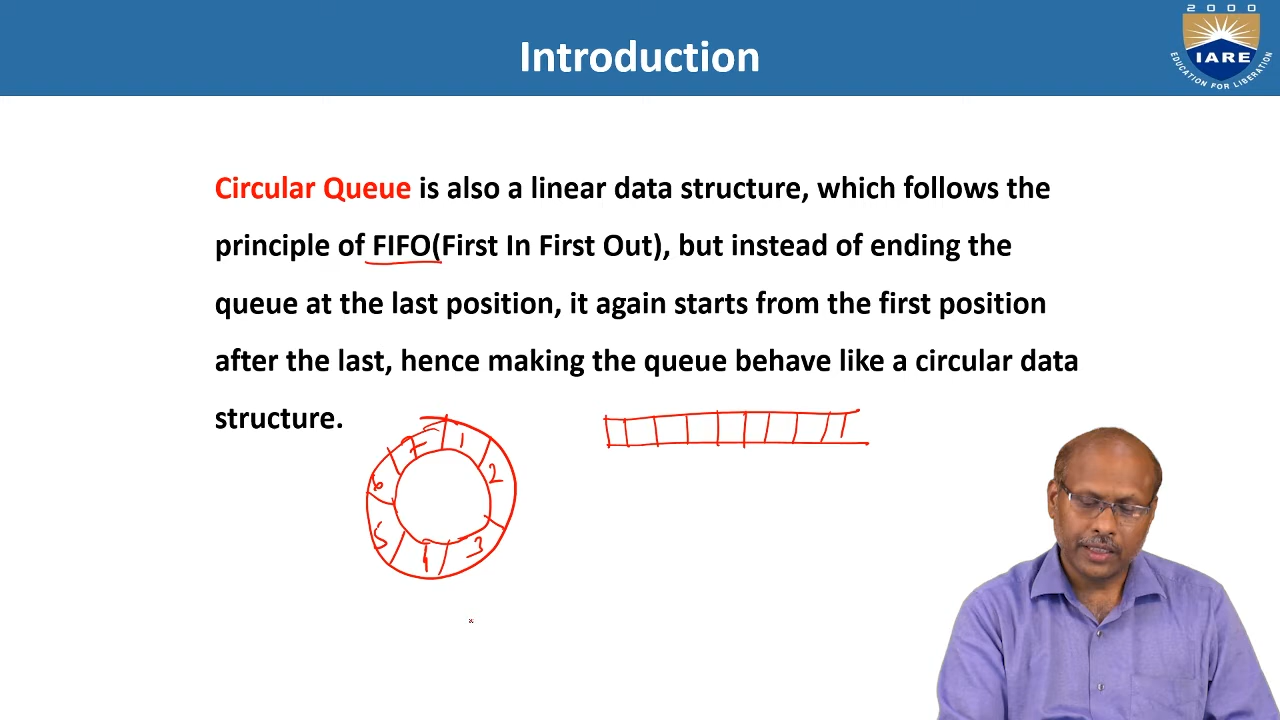 Introduction
2000
IARE
EDUCATION FOR LIBERATION
Circular Queue is also a linear data structure, which follows the
principle of FIFO(First In First Out), but instead of ending the
queue at the last position, it again starts from the first position
after the last, hence making the queue behave like a circular data
structure.
7 1
6 2
5 4 3